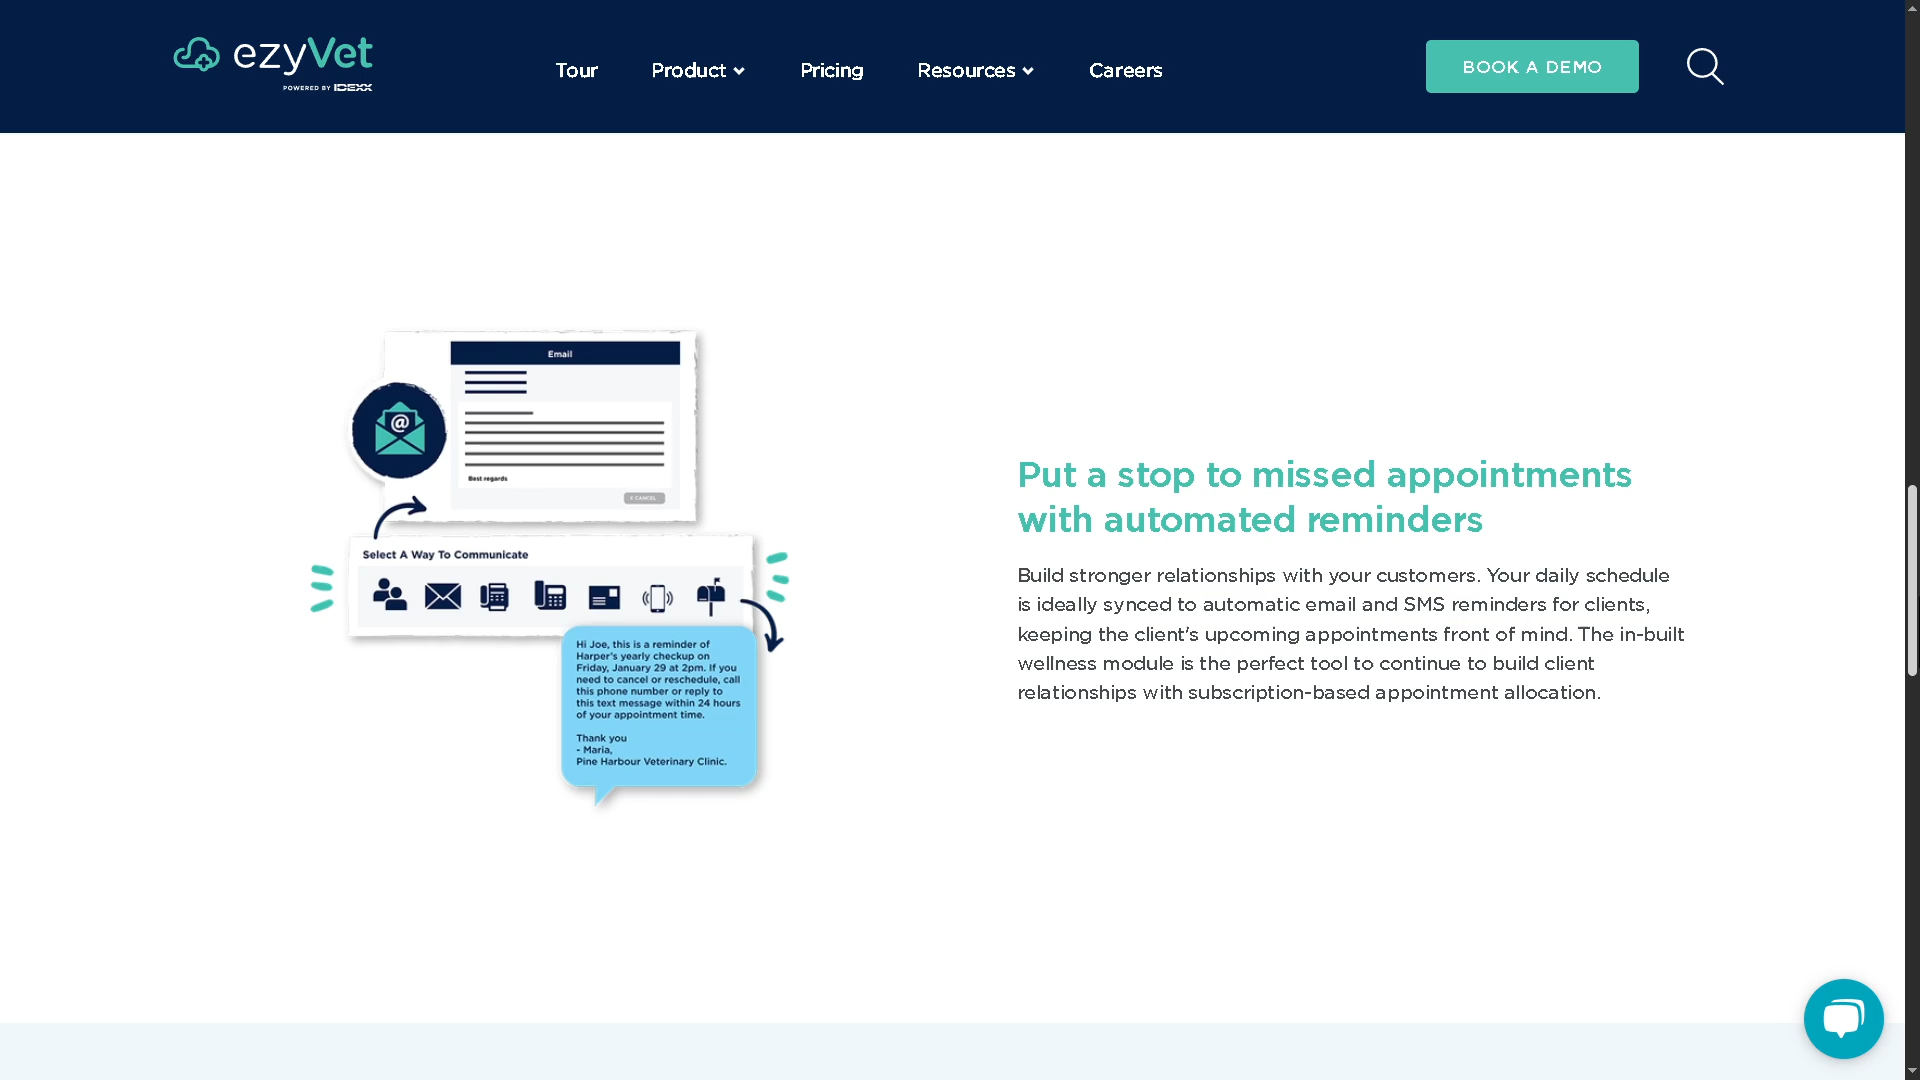 ezyVet
POWERED BY IDEXX
Tour
Product
Pricing
Resources
Careers
BOOK A DEMO
Email
@
Best regards
X CANCEL
Select A Way To Communicate
Hi Joe, this is a reminder of
Harper's yearly checkup on
Friday, January 29 at 2pm. If you
need to cancel or reschedule, call
this phone number or reply to
this text message within 24 hours
of your appointment time.
Thank you
- Maria,
Pine Harbour Veterinary Clinic.
Put a stop to missed appointments
with automated reminders
Build stronger relationships with your customers. Your daily schedule
is ideally synced to automatic email and SMS reminders for clients,
keeping the client's upcoming appointments front of mind. The in-built
wellness module is the perfect tool to continue to build client
relationships with subscription-based appointment allocation.